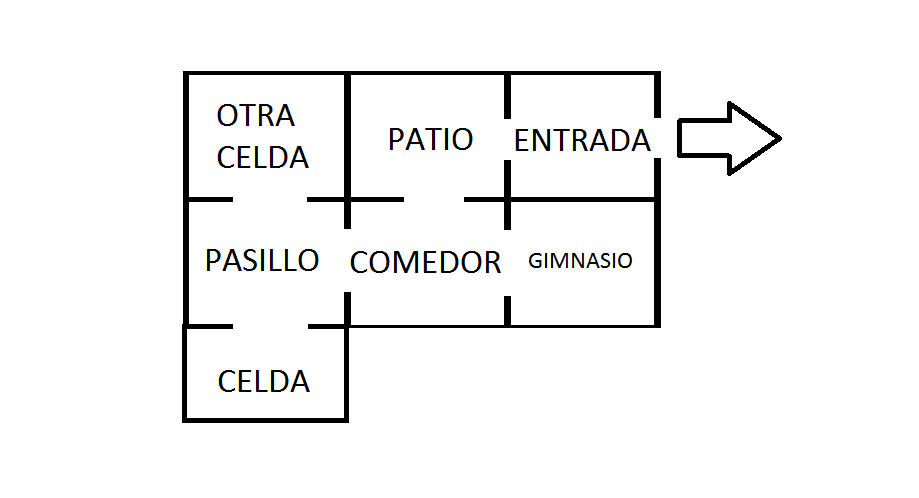 OTRA
CELDA
PATIO
ENTRADA
PASILLO
COMEDOR
GIMNASIO
CELDA